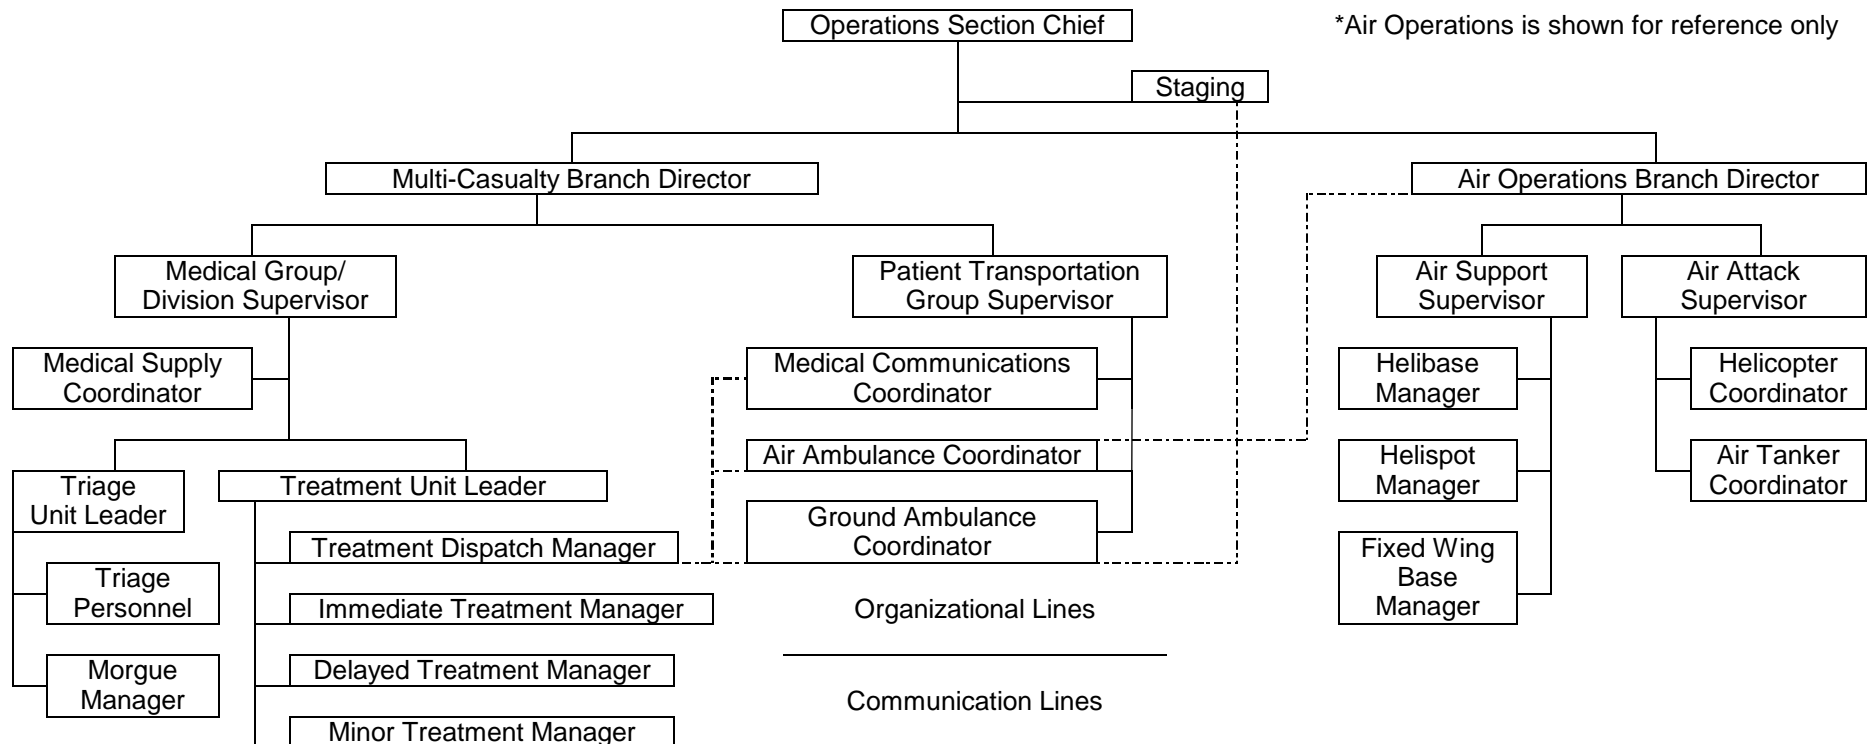 Operations Section Chief
*Air Operations is shown for reference only
Staging
Multi-Casualty Branch Director
Air Operations Branch Director
Medical Group/
Division Supervisor
Patient Transportation
Group Supervisor
Air Support
Supervisor
Air Attack
Supervisor
Medical Supply
Coordinator
Medical Communications
Coordinator
Helibase
Manager
Helicopter
Coordinator
Air Ambulance Coordinator
Helispot
Manager
Air Tanker
Coordinator
Triage
Unit Leader
Treatment Unit Leader
Ground Ambulance
Coordinator
Treatment Dispatch Manager
Fixed Wing
Base
Manager
Triage
Personnel
Immediate Treatment Manager
Organizational Lines
Morgue
Manager
Delayed Treatment Manager
Communication Lines
Minor Treatment Manager